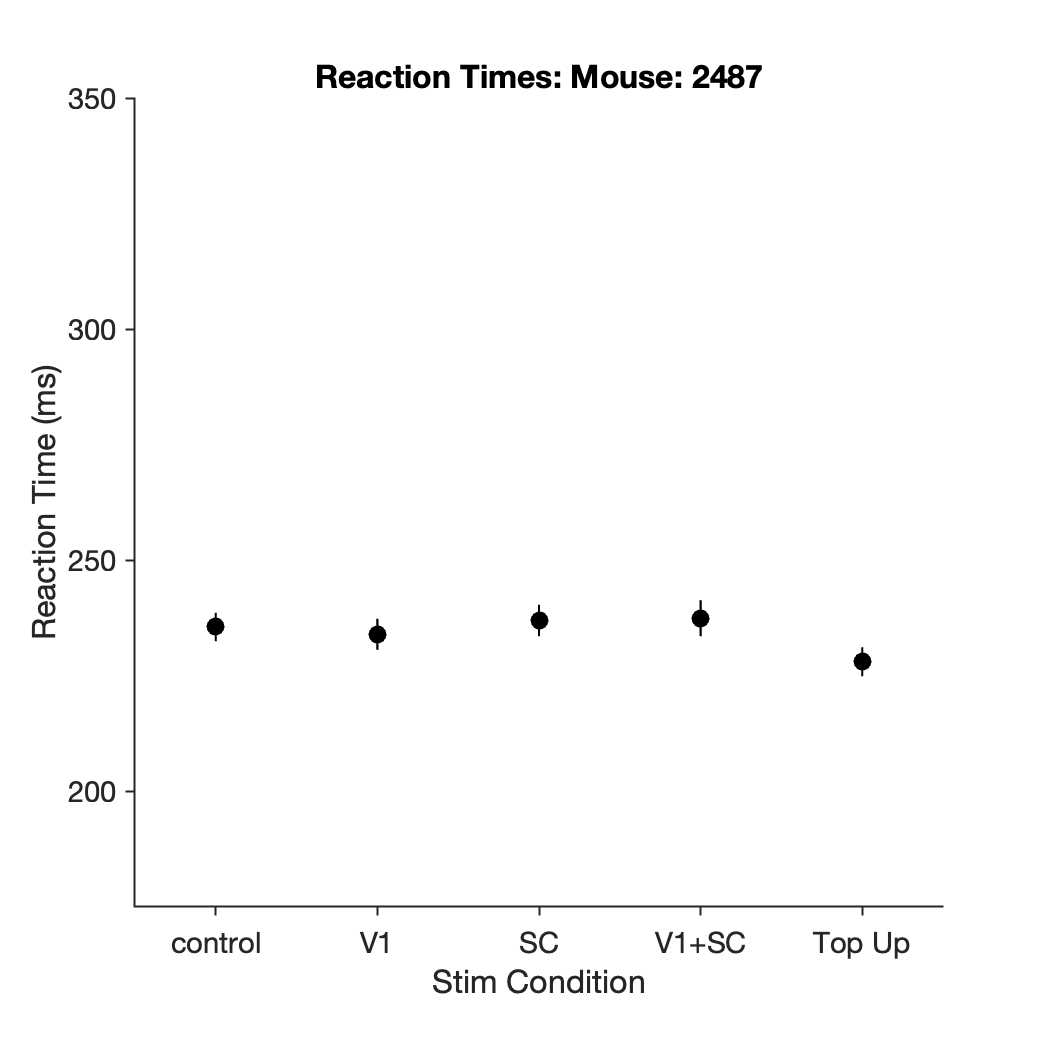 Reaction Times: Mouse: 2487
350
300
250
200
Reaction Time (ms)
control V1 SC V1+SC Top Up
Stim Condition